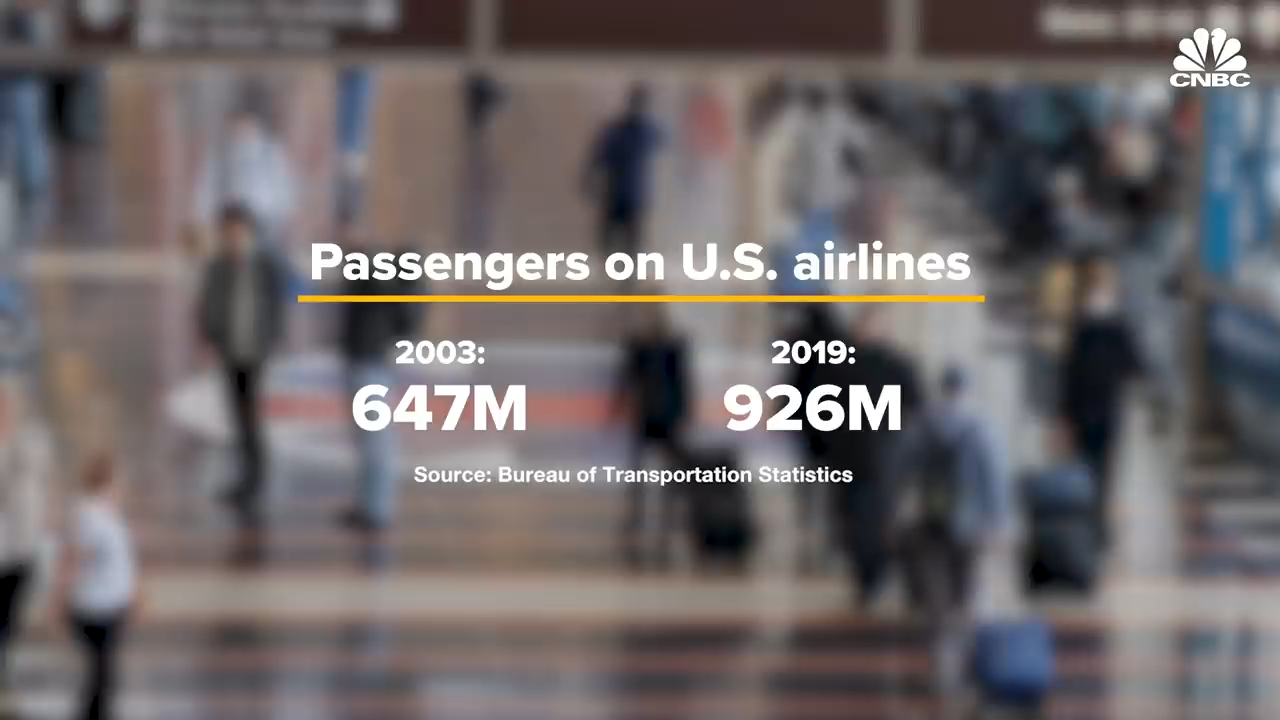 CNBC
Passengers on U.S. airlines
2003:
647M
2019:
926M
Source: Bureau of Transportation Statistics